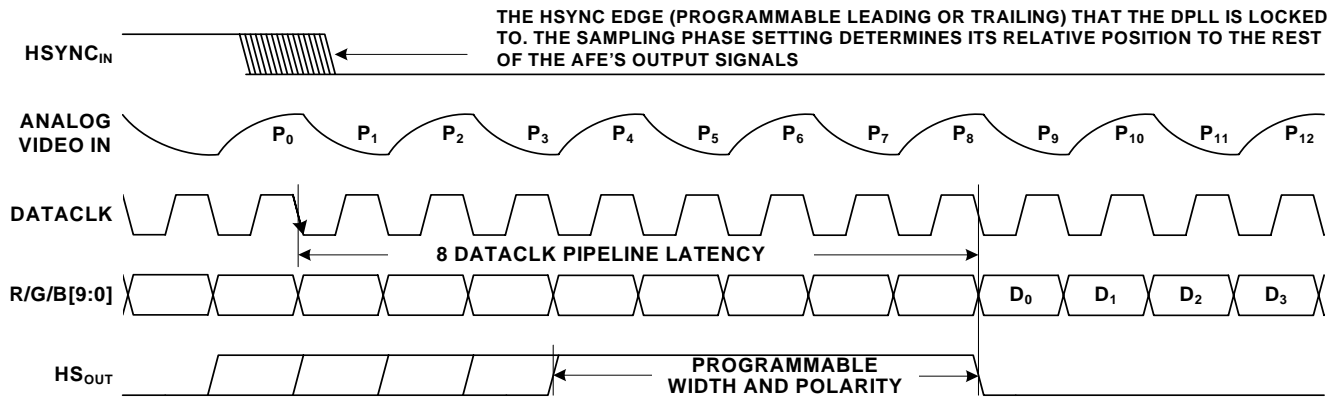 THE HSYNC EDGE (PROGRAMMABLE LEADING OR TRAILING) THAT THE DPLL IS LOCKED
TO. THE SAMPLING PHASE SETTING DETERMINES ITS RELATIVE POSITION TO THE REST
OF THE AFE'S OUTPUT SIGNALS
HSYNCIN
ANALOG
VIDEO IN
P0 P1 P2 P3 P4 P5 P6 P7 P8 P9 P10 P11 P12
DATACLK
8 DATACLK PIPELINE LATENCY
R/G/B[9:0]
D0 D1 D2 D3
HSOUT
PROGRAMMABLE
WIDTH AND POLARITY